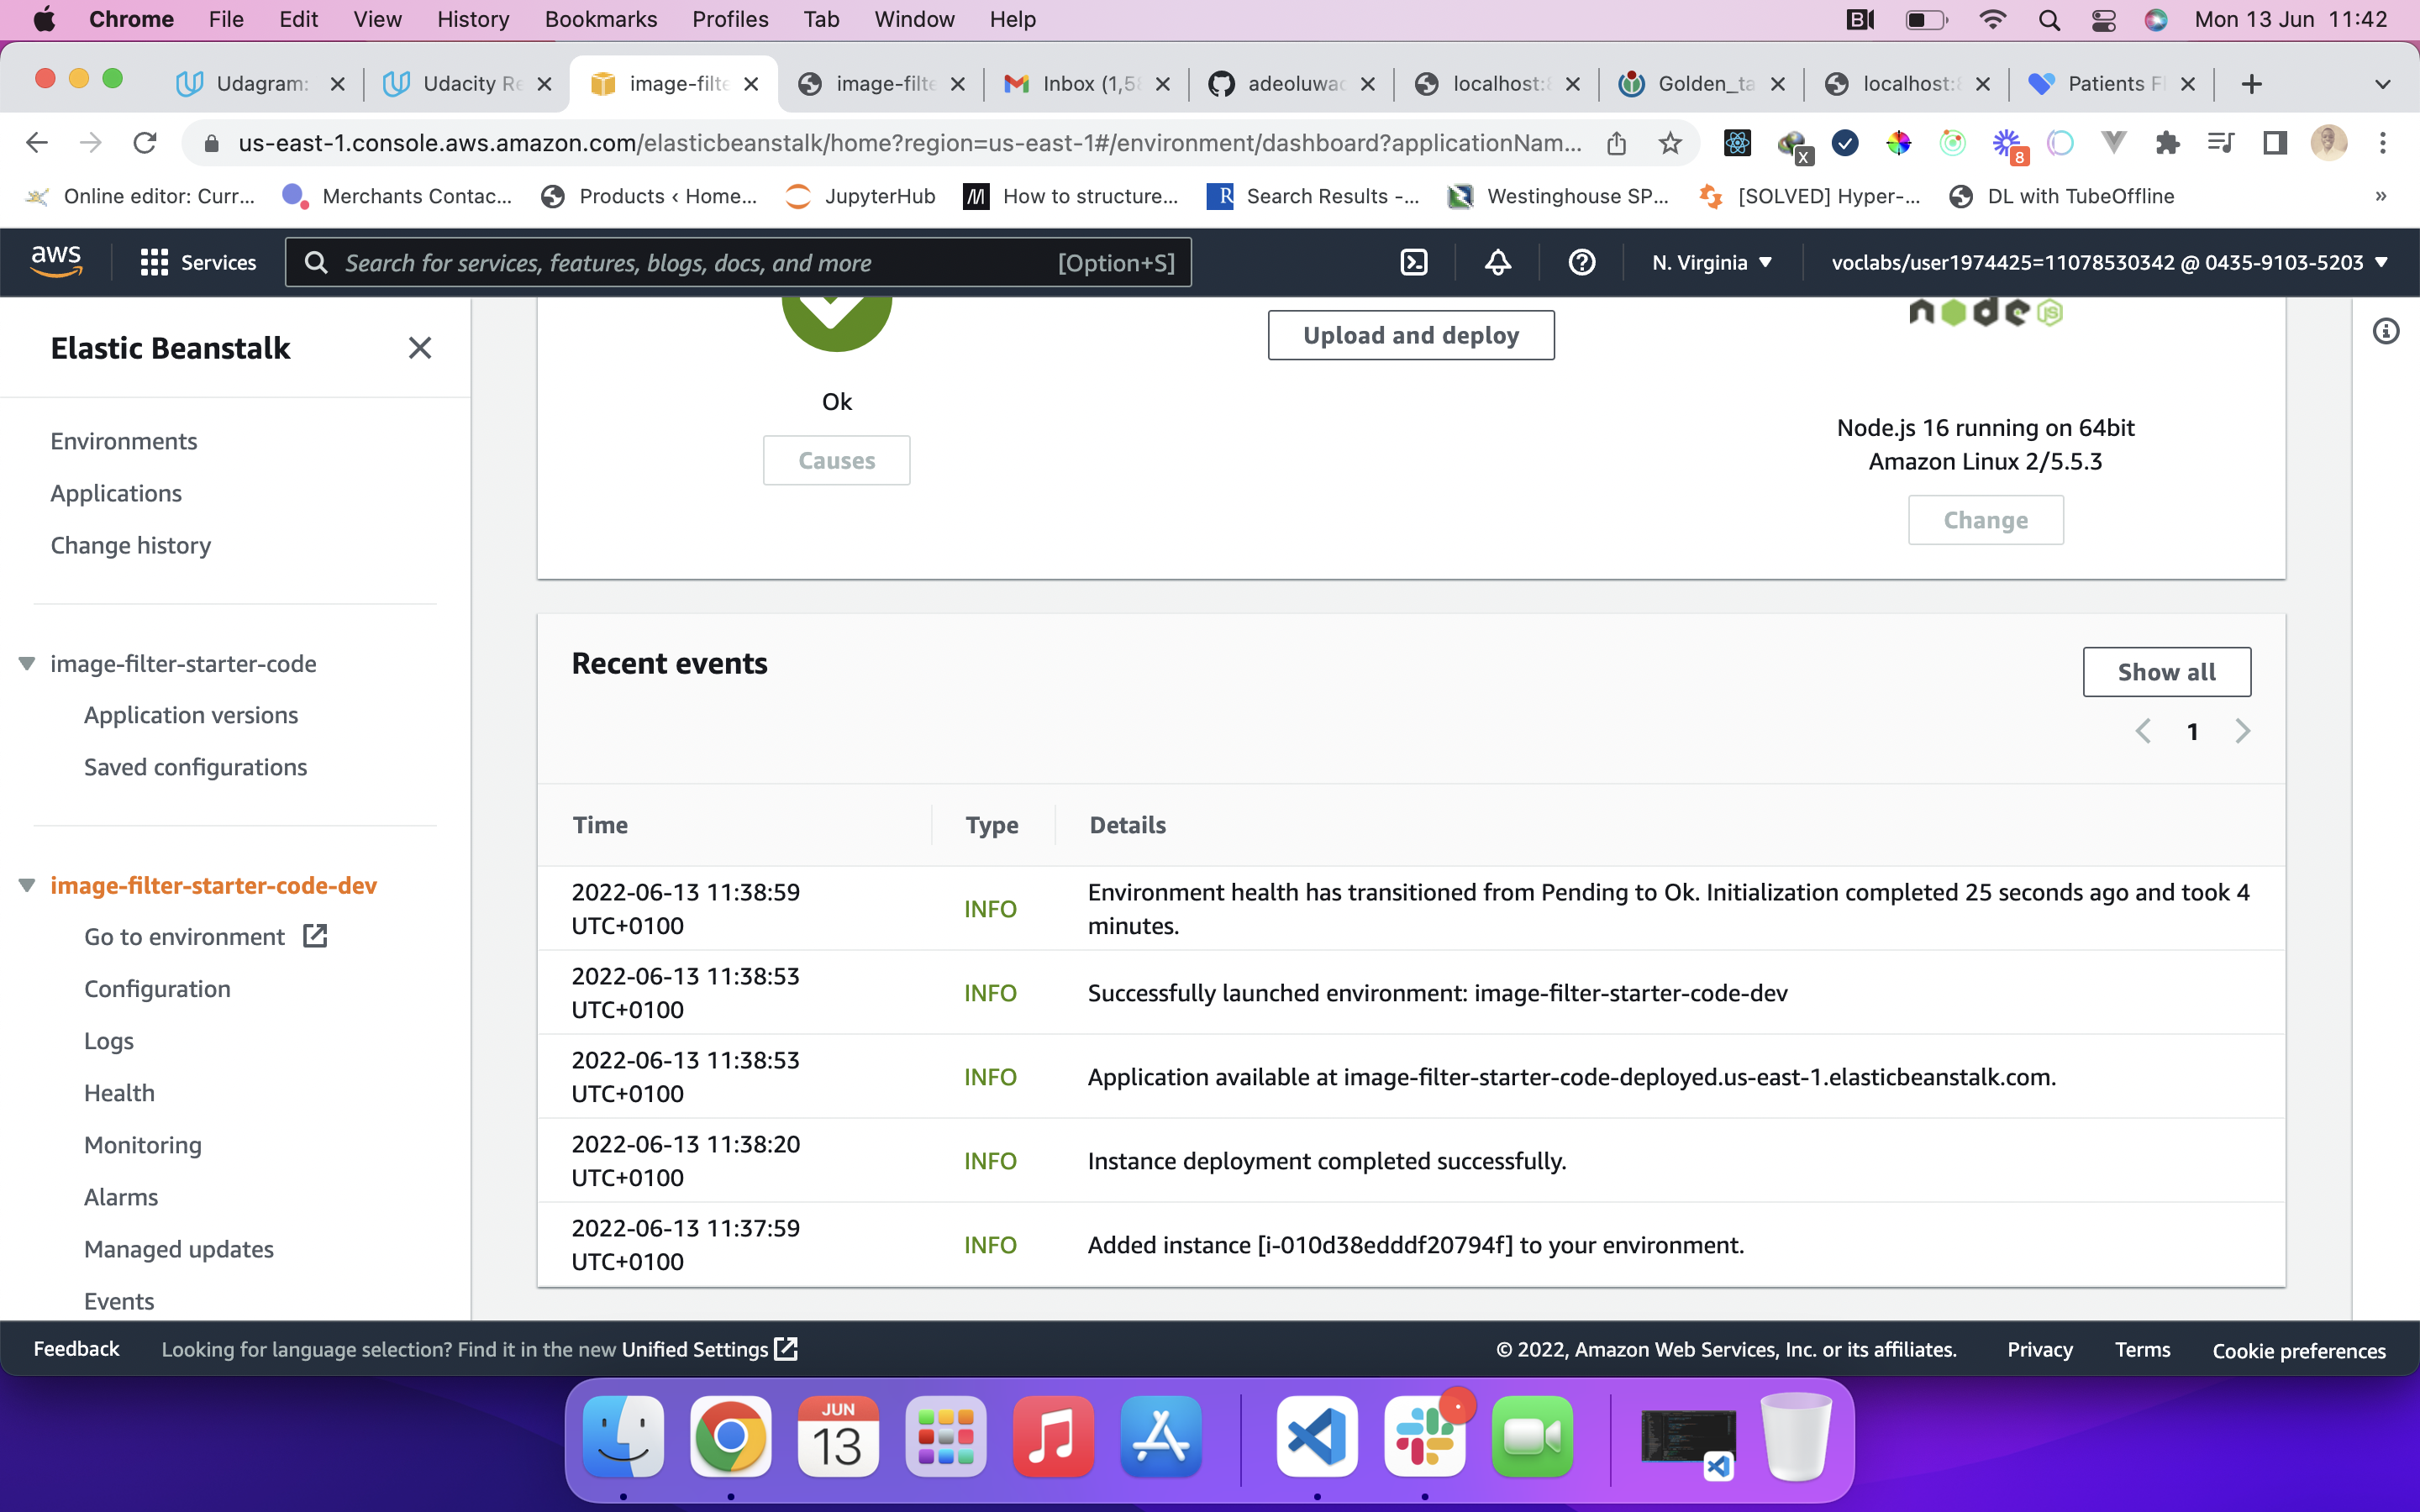 Chrome File Edit View History Bookmarks Profiles Tab Window Help Mon 13 Jun 11:42
Udagram: Udacity Re image-filte image-filte Inbox (1,58 adeoluwac localhost:8 Golden_ta localhost:8 Patients Fl
us-east-1.console.aws.amazon.com/elasticbeanstalk/home?region=us-east-1#/environment/dashboard?applicationNam... X 8
Online editor: Curr... Merchants Contac... Products ‹ Home... JupyterHub How to structure... Search Results -... Westinghouse SP... [SOLVED] Hyper-... DL with TubeOffline »
aws Services Search for services, features, blogs, docs, and more [Option+S] N. Virginia voclabs/user1974425=11078530342 @ 0435-9103-5203
Elastic Beanstalk
Environments
Applications
Change history
image-filter-starter-code
Application versions
Saved configurations
image-filter-starter-code-dev
Go to environment
Configuration
Logs
Health
Monitoring
Alarms
Managed updates
Events
Ok
Causes
Upload and deploy
node JS
Node.js 16 running on 64bit
Amazon Linux 2/5.5.3
Change
Recent events
Show all
1
Time Type Details
2022-06-13 11:38:59 UTC+0100 INFO Environment health has transitioned from Pending to Ok. Initialization completed 25 seconds ago and took 4 minutes.
2022-06-13 11:38:53 UTC+0100 INFO Successfully launched environment: image-filter-starter-code-dev
2022-06-13 11:38:53 UTC+0100 INFO Application available at image-filter-starter-code-deployed.us-east-1.elasticbeanstalk.com.
2022-06-13 11:38:20 UTC+0100 INFO Instance deployment completed successfully.
2022-06-13 11:37:59 UTC+0100 INFO Added instance [i-010d38edddf20794f] to your environment.
Feedback Looking for language selection? Find it in the new Unified Settings © 2022, Amazon Web Services, Inc. or its affiliates. Privacy Terms Cookie preferences
JUN
13